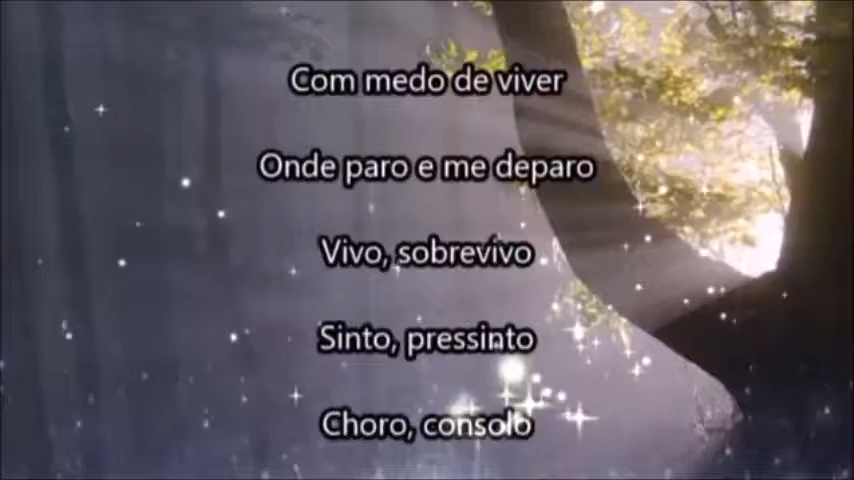 Com medo de viver
Onde paro e me deparo
Vivo, sobrevivo
Sinto, pressinto
Choro, consolo